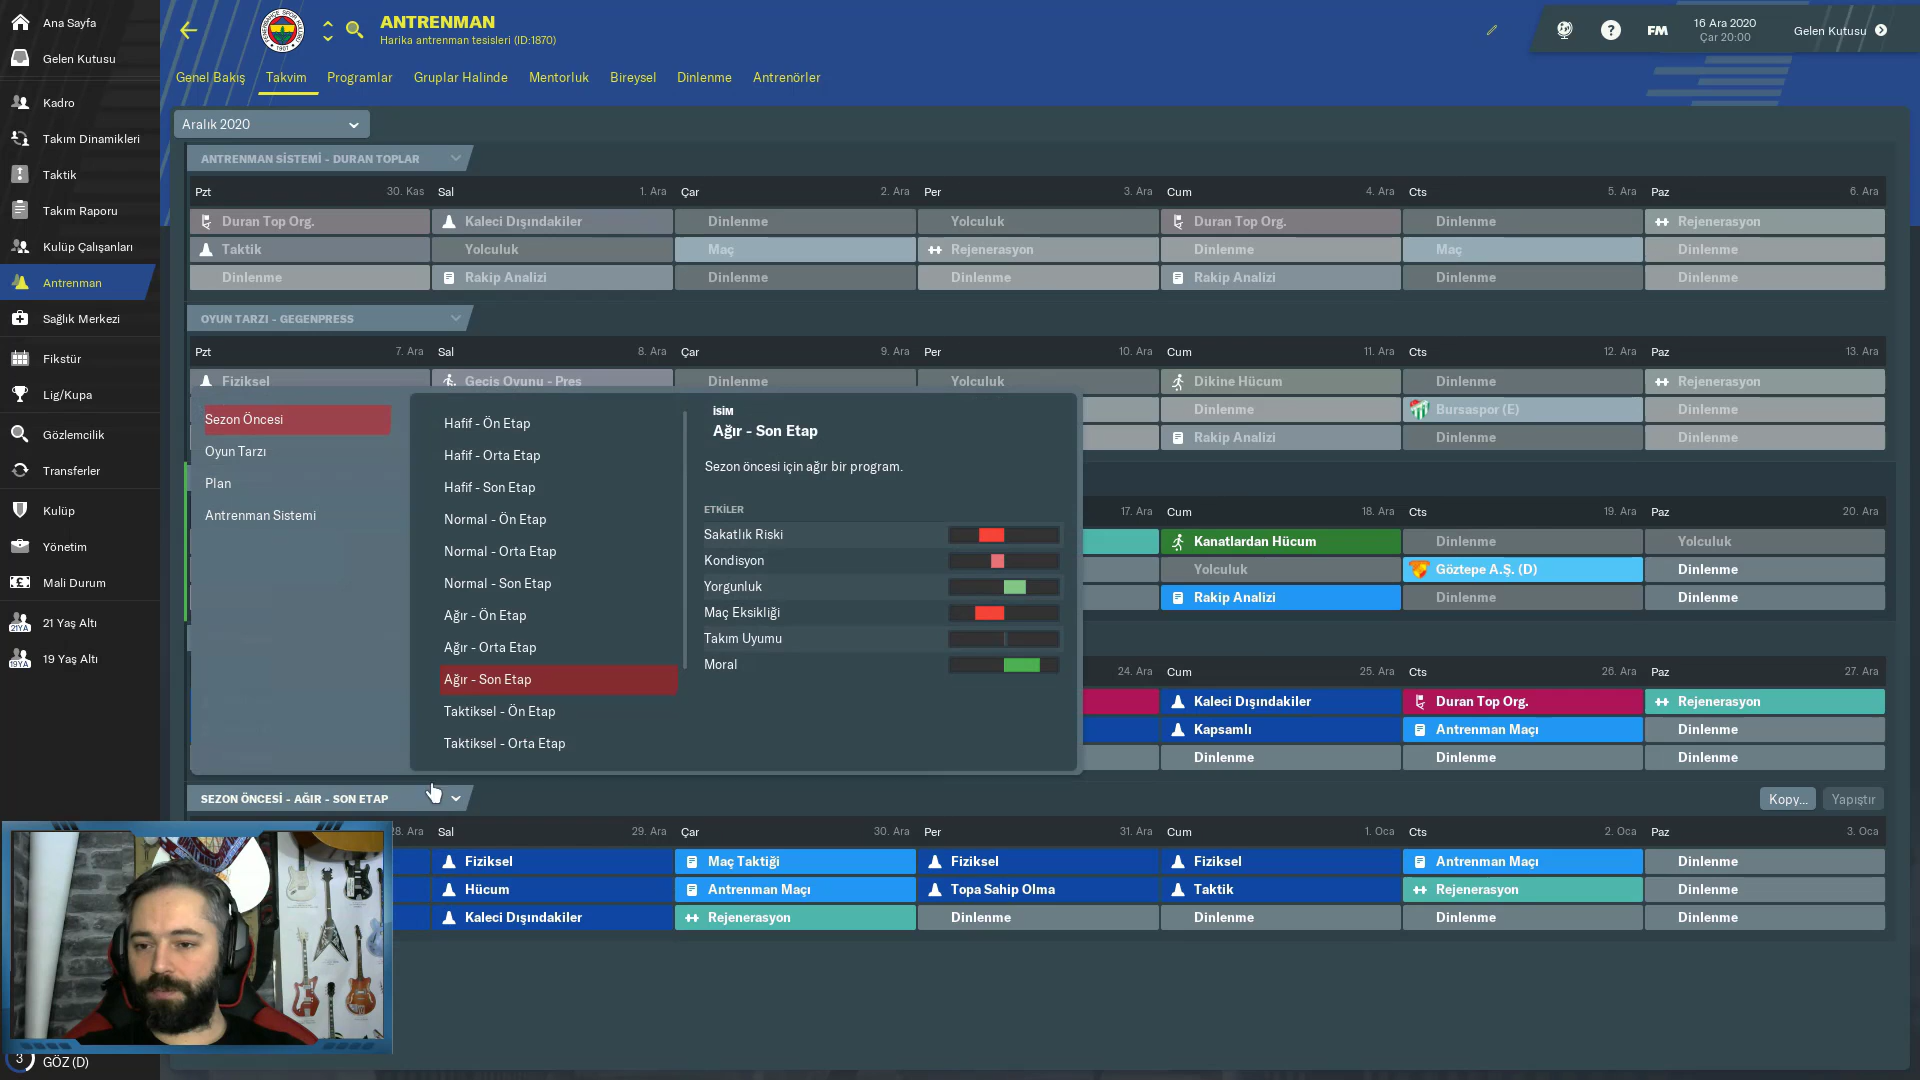 Ana Sayfa
Gelen Kutusu
Kadro
Takım Dinamikleri
Taktik
Takım Raporu
Kulüp Çalışanları
Antrenman
Sağlık Merkezi
Fikstür
Lig/Kupa
Gözlemcilik
Transferler
Kulüp
Yönetim
Mali Durum
21 Yaş Altı
19 Yaş Altı
3
GÖZ (D)
ANTRENMAN
Harika antrenman tesisleri (ID:1870)
FM
16 Ara 2020
Çar 20:00
Gelen Kutusu
Genel Bakış Takvim Programlar Gruplar Halinde Mentorluk Bireysel Dinlenme Antrenörler
Aralık 2020
ANTRENMAN SİSTEMİ - DURAN TOPLAR
Pzt 30. Kas Sal 1. Ara Çar 2. Ara Per 3. Ara Cum 4. Ara Cts 5. Ara Paz 6. Ara
Duran Top Org. Kaleci Dışındakiler Dinlenme Yolculuk Duran Top Org. Dinlenme Rejenerasyon
Taktik Yolculuk Maç Rejenerasyon Dinlenme Maç Dinlenme
Dinlenme Rakip Analizi Dinlenme Dinlenme Rakip Analizi Dinlenme Dinlenme
OYUN TARZI - GEGENPRESS
Pzt 7. Ara Sal 8. Ara Çar 9. Ara Per 10. Ara Cum 11. Ara Cts 12. Ara Paz 13. Ara
Fiziksel Geçiş Oyunu - Pres Dinlenme Yolculuk Dikine Hücum Dinlenme Rejenerasyon
Dinlenme Bursaspor (E) Dinlenme
Rakip Analizi Dinlenme Dinlenme
Sezon Öncesi
Oyun Tarzı
Plan
Antrenman Sistemi
Hafif - Ön Etap
Hafif - Orta Etap
Hafif - Son Etap
Normal - Ön Etap
Normal - Orta Etap
Normal - Son Etap
Ağır - Ön Etap
Ağır - Orta Etap
Ağır - Son Etap
Taktiksel - Ön Etap
Taktiksel - Orta Etap
İSİM
Ağır - Son Etap
Sezon öncesi için ağır bir program.
ETKİLER
Sakatlık Riski
Kondisyon
Yorgunluk
Maç Eksikliği
Takım Uyumu
Moral
17. Ara Cum 18. Ara Cts 19. Ara Paz 20. Ara
Kanatlardan Hücum Dinlenme Yolculuk
Yolculuk Göztepe A.Ş. (D) Dinlenme
Rakip Analizi Dinlenme Dinlenme
24. Ara Cum 25. Ara Cts 26. Ara Paz 27. Ara
Kaleci Dışındakiler Duran Top Org. Rejenerasyon
Kapsamlı Antrenman Maçı Dinlenme
Dinlenme Dinlenme Dinlenme
SEZON ÖNCESİ - AĞIR - SON ETAP
Kopy... Yapıştır
28. Ara Sal 29. Ara Çar 30. Ara Per 31. Ara Cum 1. Oca Cts 2. Oca Paz 3. Oca
Fiziksel Maç Taktiği Fiziksel Fiziksel Antrenman Maçı Dinlenme
Hücum Antrenman Maçı Topa Sahip Olma Taktik Rejenerasyon Dinlenme
Kaleci Dışındakiler Rejenerasyon Dinlenme Dinlenme Dinlenme Dinlenme